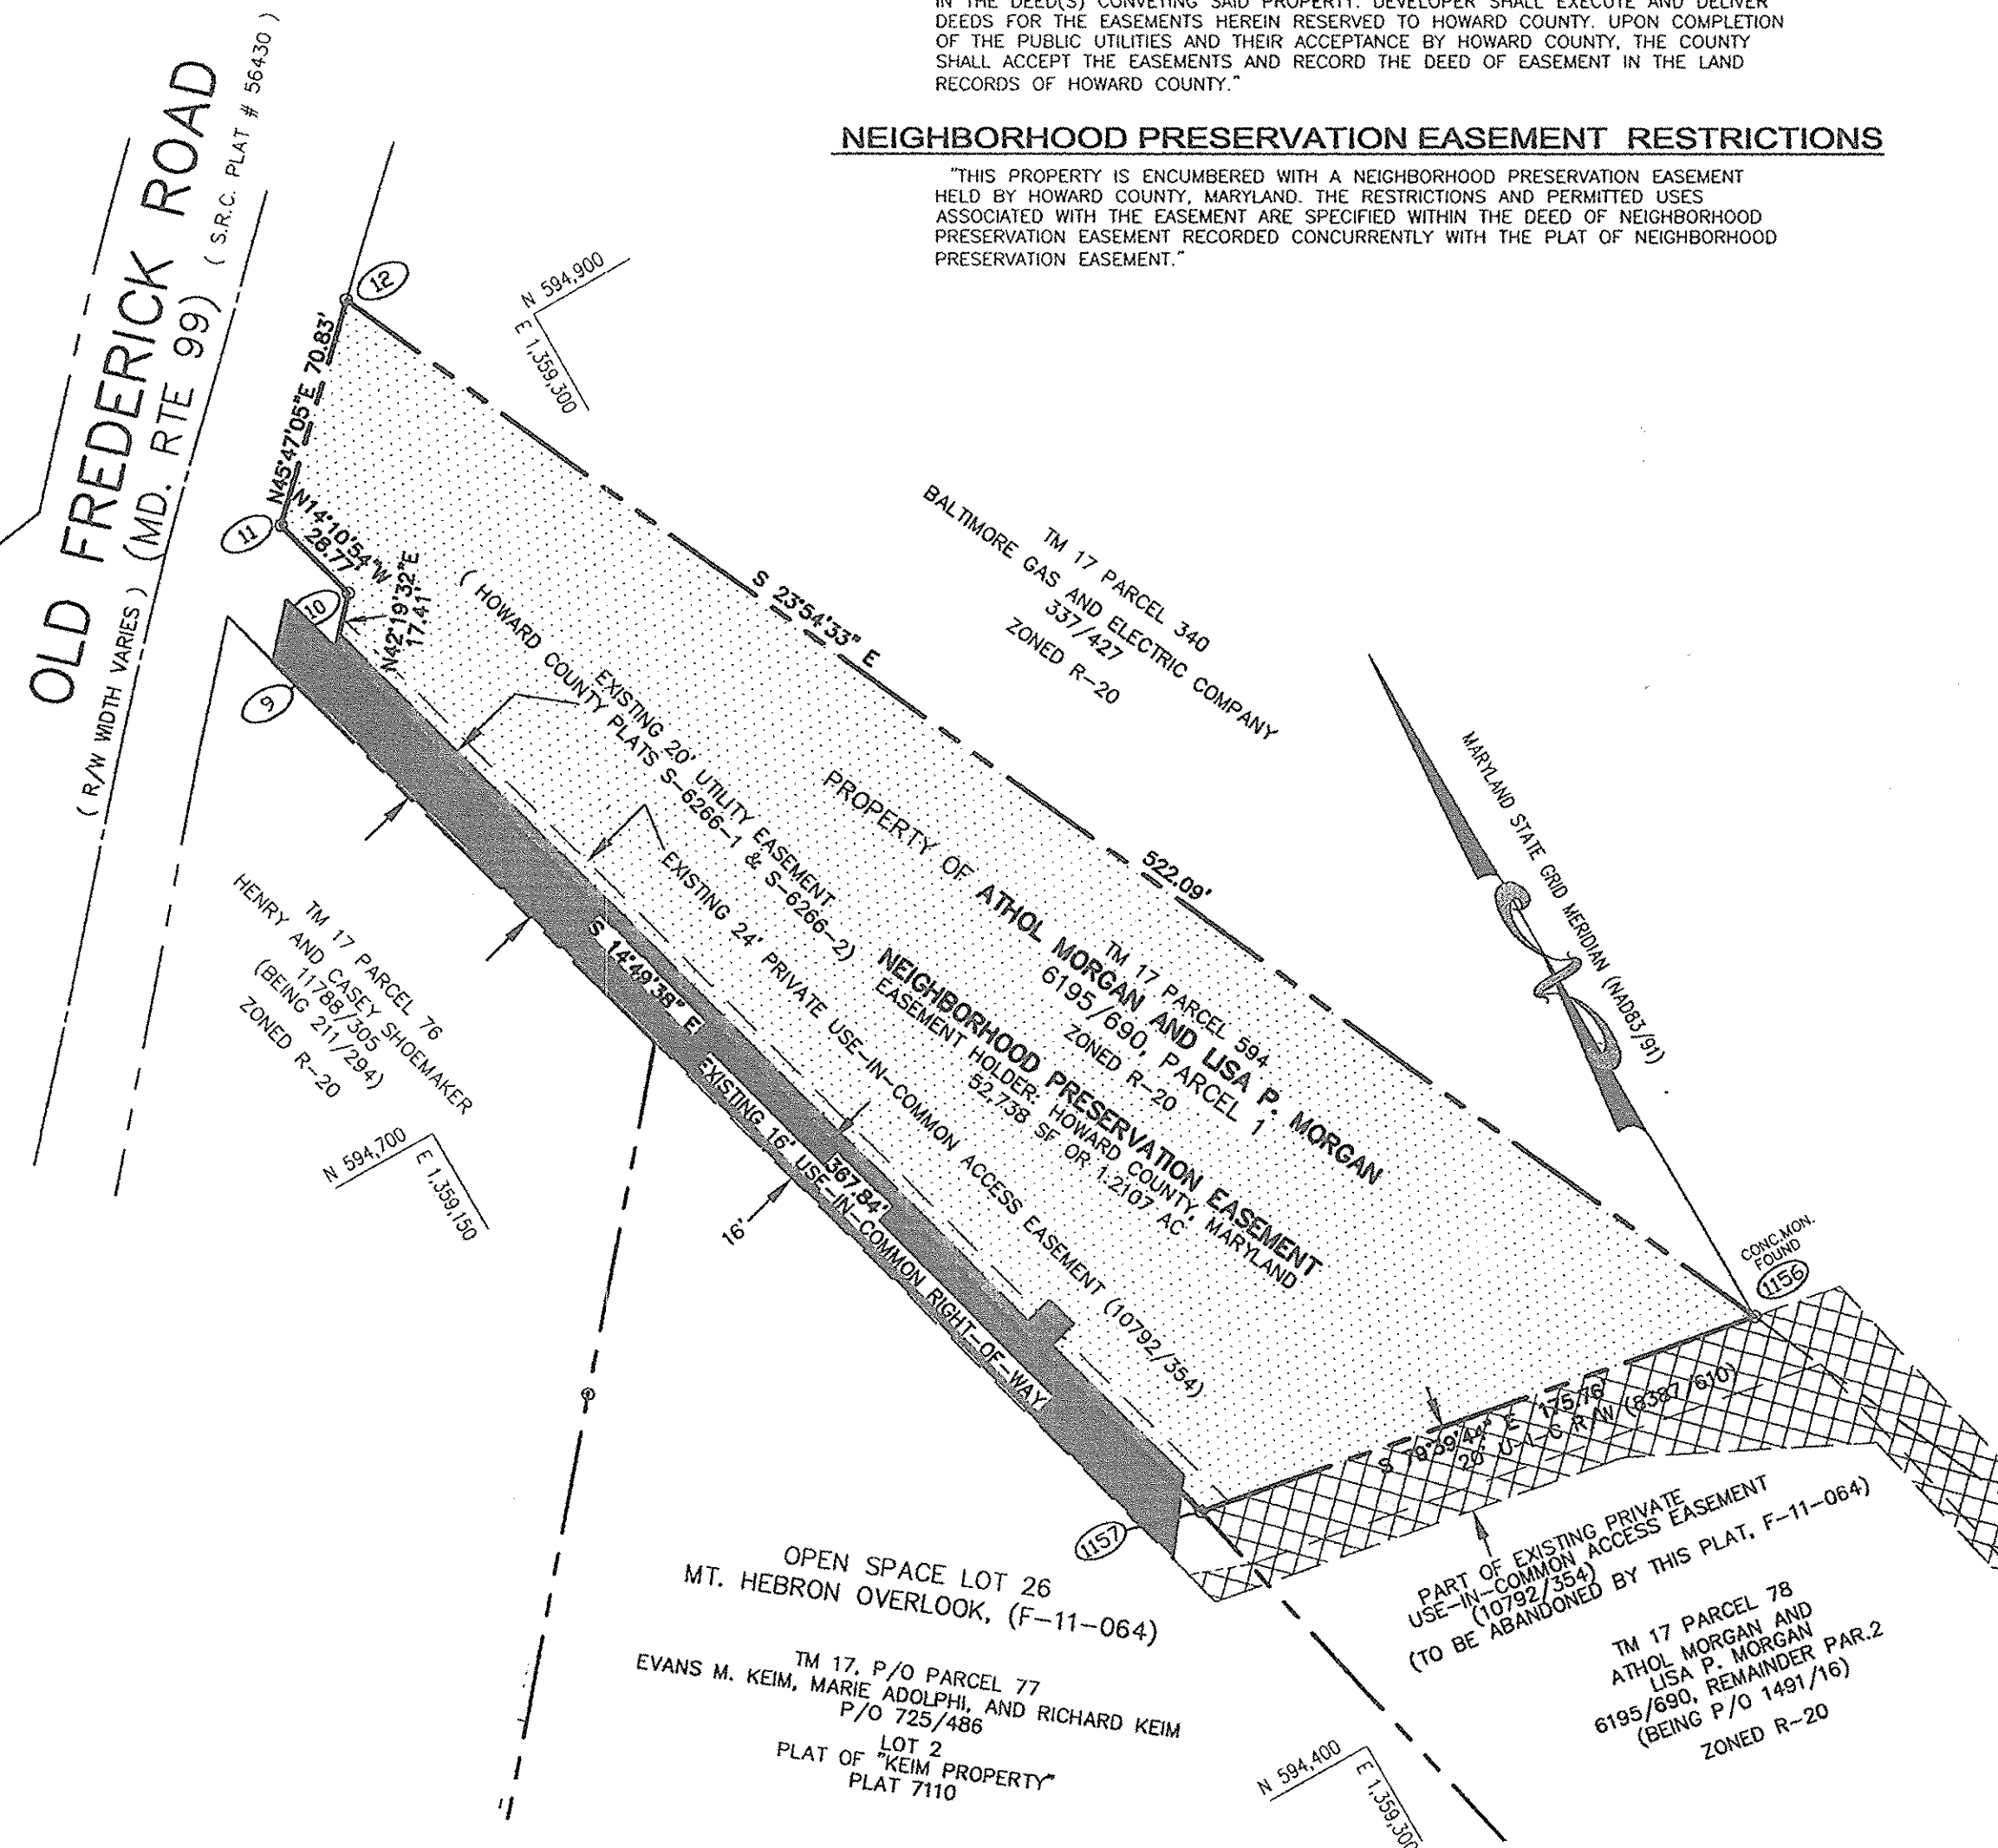 IN THE DEED(S) CONVEYING SAID PROPERTY. DEVELOPER SHALL EXECUTE AND DELIVER
DEEDS FOR THE EASEMENTS HEREIN RESERVED TO HOWARD COUNTY. UPON COMPLETION
OF THE PUBLIC UTILITIES AND THEIR ACCEPTANCE BY HOWARD COUNTY, THE COUNTY
SHALL ACCEPT THE EASEMENTS AND RECORD THE DEED OF EASEMENT IN THE LAND
RECORDS OF HOWARD COUNTY."
NEIGHBORHOOD PRESERVATION EASEMENT RESTRICTIONS
"THIS PROPERTY IS ENCUMBERED WITH A NEIGHBORHOOD PRESERVATION EASEMENT
HELD BY HOWARD COUNTY, MARYLAND. THE RESTRICTIONS AND PERMITTED USES
ASSOCIATED WITH THE EASEMENT ARE SPECIFIED WITHIN THE DEED OF NEIGHBORHOOD
PRESERVATION EASEMENT RECORDED CONCURRENTLY WITH THE PLAT OF NEIGHBORHOOD
PRESERVATION EASEMENT."
OLD FREDERICK ROAD
( R/W WIDTH VARIES ) (MD. RTE 99) ( S.R.C. PLAT # 56430 )
12
N 594,900
E 1,359,300
N45°47'05"E 70.83'
11
N14°10'54"W
28.77'
10
N42°19'32"E
17.41'
9
S 23°54'33" E
522.09'
TM 17 PARCEL 340
BALTIMORE GAS AND ELECTRIC COMPANY
337/427
ZONED R-20
EXISTING 20' UTILITY EASEMENT
( HOWARD COUNTY PLATS S-6266-1 & S-6266-2)
EXISTING 24' PRIVATE USE-IN-COMMON ACCESS EASEMENT (10792/354)
TM 17 PARCEL 594
PROPERTY OF ATHOL MORGAN AND LISA P. MORGAN
6195/690, PARCEL 1
ZONED R-20
NEIGHBORHOOD PRESERVATION EASEMENT
EASEMENT HOLDER: HOWARD COUNTY, MARYLAND
52,738 SF OR 1.2107 AC
MARYLAND STATE GRID MERIDIAN (NAD83/91)
TM 17 PARCEL 76
HENRY AND CASEY SHOEMAKER
11788/305
(BEING 211/294)
ZONED R-20
N 594,700
E 1,359,150
S 14°49'38" E
367.84'
EXISTING 16' USE-IN-COMMON RIGHT-OF-WAY
16'
CONC.MON.
FOUND
1156
S 79°39'44" E 175.76'
20' U-I-C R/W (8387/610)
1157
PART OF EXISTING PRIVATE
USE-IN-COMMON ACCESS EASEMENT
(10792/354)
(TO BE ABANDONED BY THIS PLAT, F-11-064)
OPEN SPACE LOT 26
MT. HEBRON OVERLOOK, (F-11-064)
TM 17, P/O PARCEL 77
EVANS M. KEIM, MARIE ADOLPHI, AND RICHARD KEIM
P/O 725/486
LOT 2
PLAT OF "KEIM PROPERTY"
PLAT 7110
TM 17 PARCEL 78
ATHOL MORGAN AND
LISA P. MORGAN
6195/690, REMAINDER PAR.2
(BEING P/O 1491/16)
ZONED R-20
N 594,400
E 1,359,300